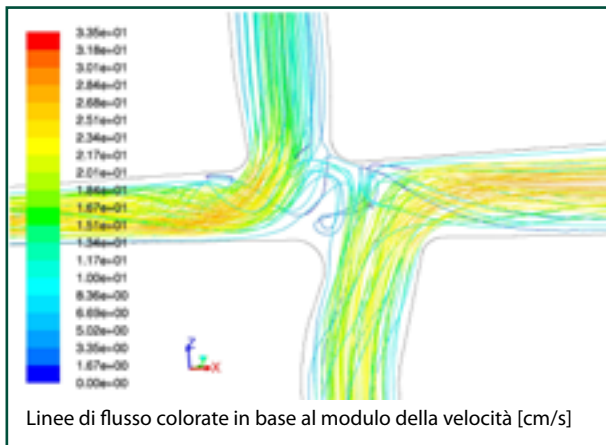 3.35e+01
3.18e+01
3.01e+01
2.84e+01
2.68e+01
2.51e+01
2.34e+01
2.17e+01
2.01e+01
1.84e+01
1.67e+01
1.51e+01
1.34e+01
1.17e+01
1.00e+01
8.36e+00
6.69e+00
5.02e+00
3.35e+00
1.67e+00
0.00e+00
Z
Y
X
Linee di flusso colorate in base al modulo della velocità [cm/s]